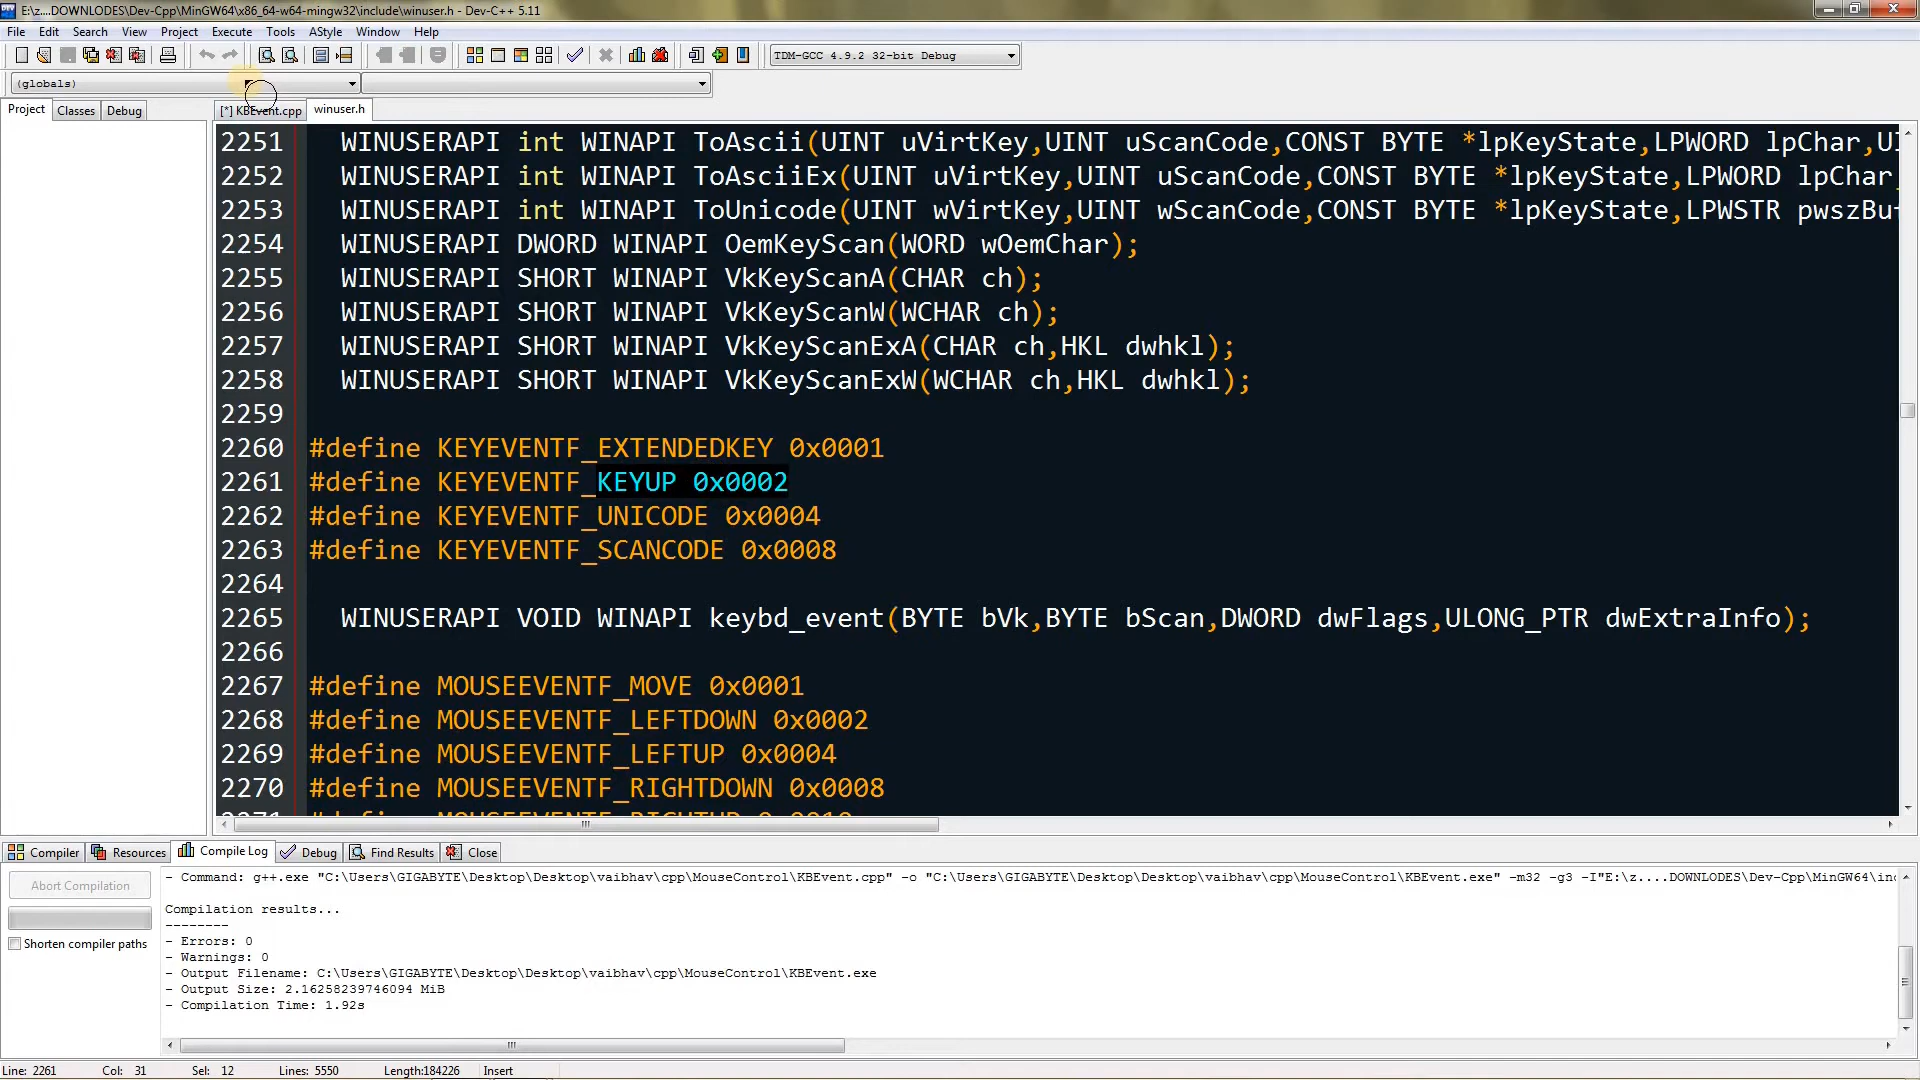 E:\z....DOWNLODES\Dev-Cpp\MinGW64\x86_64-w64-mingw32\include\winuser.h - Dev-C++ 5.11
File Edit Search View Project Execute Tools AStyle Window Help
TDM-GCC 4.9.2 32-bit Debug
(globals)
Project Classes Debug [*] KBEvent.cpp winuser.h
2251 WINUSERAPI int WINAPI ToAscii(UINT uVirtKey,UINT uScanCode,CONST BYTE *lpKeyState,LPWORD lpChar,
2252 WINUSERAPI int WINAPI ToAsciiEx(UINT uVirtKey,UINT uScanCode,CONST BYTE *lpKeyState,LPWORD lpChar,
2253 WINUSERAPI int WINAPI ToUnicode(UINT wVirtKey,UINT wScanCode,CONST BYTE *lpKeyState,LPWSTR
2254 WINUSERAPI DWORD WINAPI OemKeyScan(WORD wOemChar);
2255 WINUSERAPI SHORT WINAPI VkKeyScanA(CHAR ch);
2256 WINUSERAPI SHORT WINAPI VkKeyScanW(WCHAR ch);
2257 WINUSERAPI SHORT WINAPI VkKeyScanExA(CHAR ch,HKL dwhkl);
2258 WINUSERAPI SHORT WINAPI VkKeyScanExW(WCHAR ch,HKL dwhkl);
2259
2260 #define KEYEVENTF_EXTENDEDKEY 0x0001
2261 #define KEYEVENTF_KEYUP 0x0002
2262 #define KEYEVENTF_UNICODE 0x0004
2263 #define KEYEVENTF_SCANCODE 0x0008
2264
2265 WINUSERAPI VOID WINAPI keybd_event(BYTE bVk,BYTE bScan,DWORD dwFlags,ULONG_PTR dwExtraInfo);
2266
2267 #define MOUSEEVENTF_MOVE 0x0001
2268 #define MOUSEEVENTF_LEFTDOWN 0x0002
2269 #define MOUSEEVENTF_LEFTUP 0x0004
2270 #define MOUSEEVENTF_RIGHTDOWN 0x0008
Compiler Resources Compile Log Debug Find Results Close
Abort Compilation
Shorten compiler paths
- Command: g++.exe "C:\Users\GIGABYTE\Desktop\Desktop\vaibhav\cpp\MouseControl\KBEvent.cpp" -o "C:\Users\GIGABYTE\Desktop\Desktop\vaibhav\cpp\MouseControl\KBEvent.exe" -m32 -g3 -I"E:\z....DOWNLODES\Dev-Cpp\MinGW64\
Compilation results...
--------
- Errors: 0
- Warnings: 0
- Output Filename: C:\Users\GIGABYTE\Desktop\Desktop\vaibhav\cpp\MouseControl\KBEvent.exe
- Output Size: 2.16258239746094 MiB
- Compilation Time: 1.92s
Line: 2261 Col: 31 Sel: 12 Lines: 5550 Length:184226 Insert